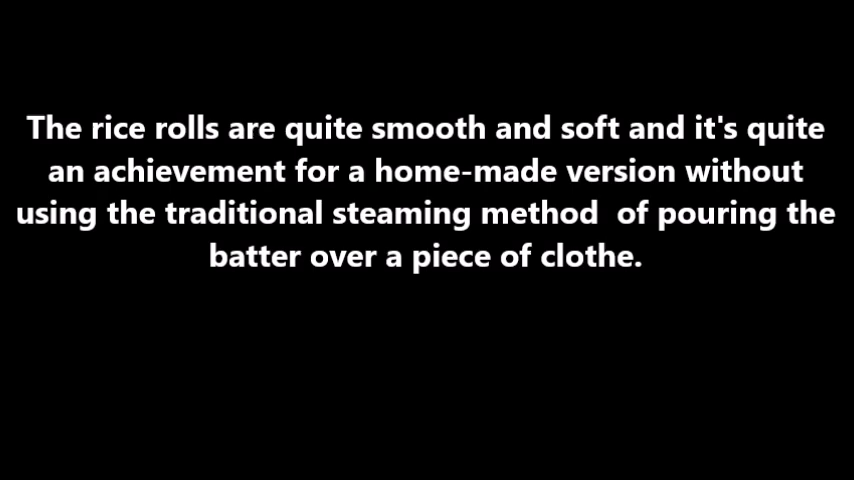 The rice rolls are quite smooth and soft and it's quite
an achievement for a home-made version without
using the traditional steaming method  of pouring the
batter over a piece of clothe.